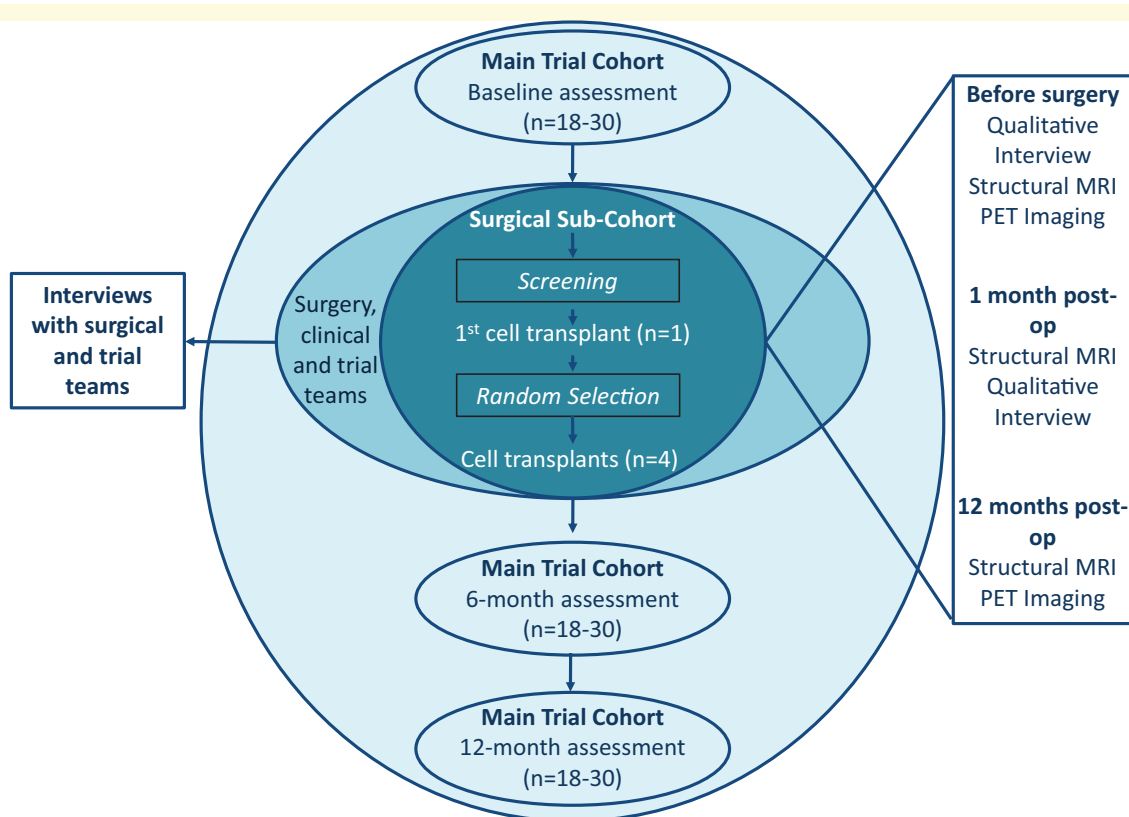 Main Trial Cohort
Baseline assessment
(n=18-30)
Surgical Sub-Cohort
Screening
1st cell transplant (n=1)
Random Selection
Cell transplants (n=4)
Surgery,
clinical
and trial
teams
Interviews
with surgical
and trial
teams
Main Trial Cohort
6-month assessment
(n=18-30)
Main Trial Cohort
12-month assessment
(n=18-30)
Before surgery
Qualitative
Interview
Structural MRI
PET Imaging
1 month post-
op
Structural MRI
Qualitative
Interview
12 months post-
op
Structural MRI
PET Imaging